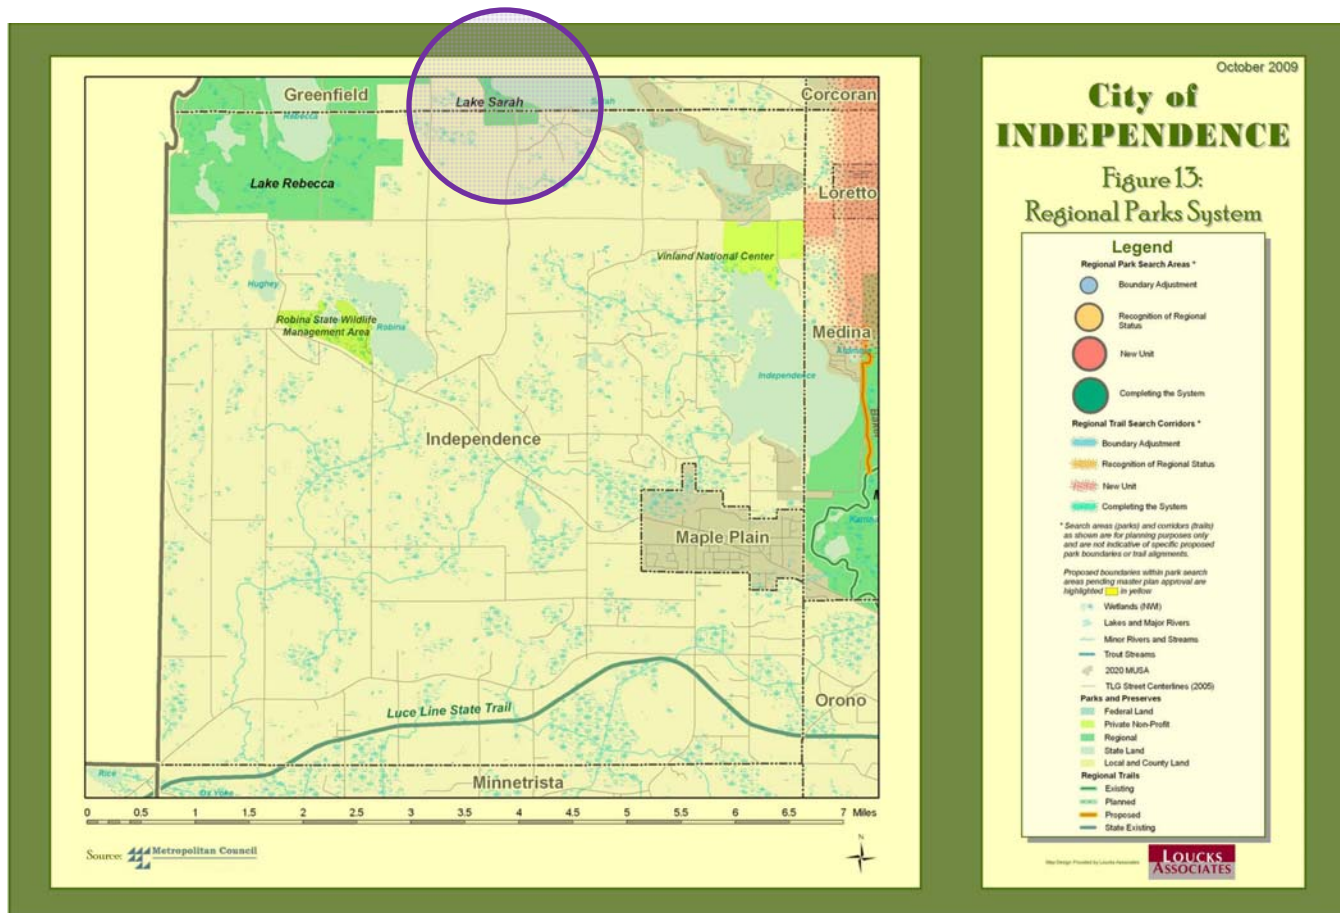 October 2009
City of
INDEPENDENCE
Figure 13:
Regional Parks System
Greenfield
Lake Sarah
Sarah
Corcoran
Rebecca
Lake Rebecca
Loretto
Vinland National Center
Hughey
Robina State Wildlife
Management Area
Robina
Medina
Independence
Independence
Baker
Maple Plain
Luce Line State Trail
Orono
Rice
Minnetrista
0 0.5 1 1.5 2 2.5 3 3.5 4 4.5 5 5.5 6 6.5 7 Miles
N
Source: Metropolitan Council
Legend
Regional Park Search Areas *
Boundary Adjustment
Recognition of Regional
Status
New Unit
Completing the System
Regional Trail Search Corridors *
Boundary Adjustment
Recognition of Regional Status
New Unit
Completing the System
* Search areas (parks) and corridors (trails)
as shown are for planning purposes only
and are not indicative of specific proposed
park boundaries or trail alignments.
Proposed boundaries within park search
areas pending master plan approval are
highlighted in yellow
Wetlands (NWI)
Lakes and Major Rivers
Minor Rivers and Streams
Trout Streams
2020 MUSA
TLG Street Centerlines (2005)
Parks and Preserves
Federal Land
Private Non-Profit
Regional
State Land
Local and County Land
Regional Trails
Existing
Planned
Proposed
State Existing
Map Design Provided by Loucks Associates
LOUCKS
ASSOCIATES